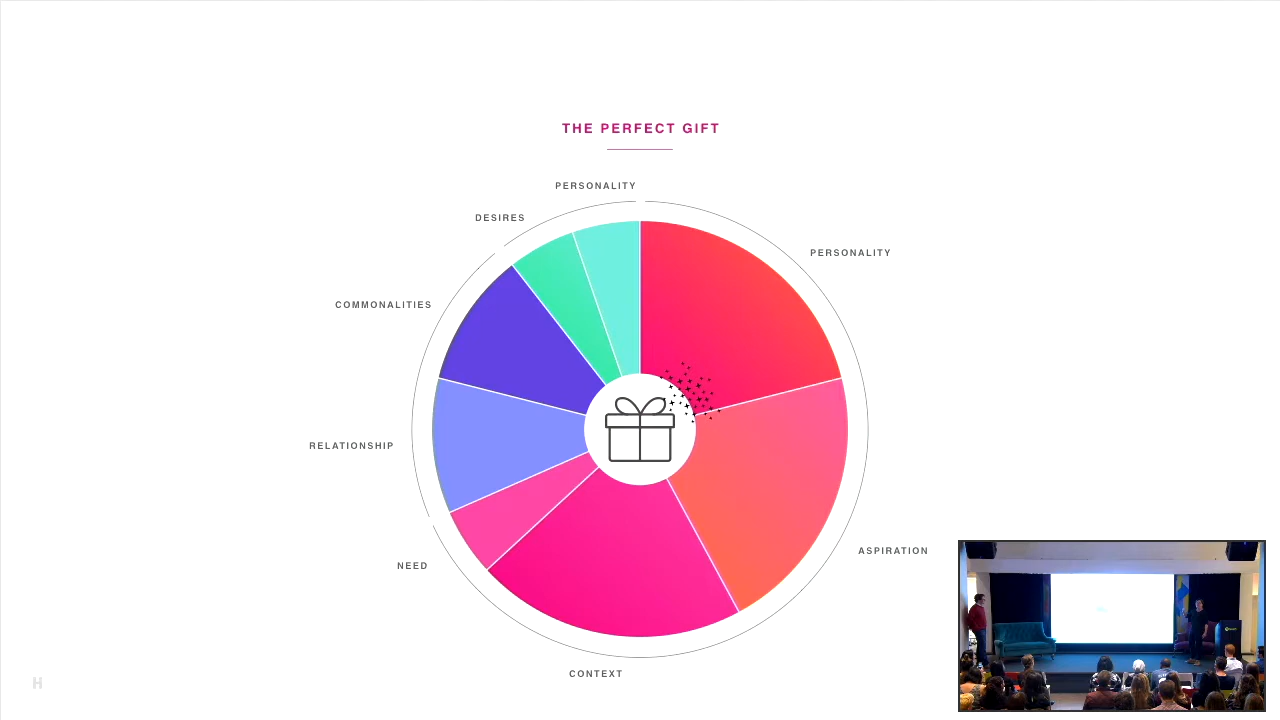 THE PERFECT GIFT
PERSONALITY
DESIRES
PERSONALITY
COMMONALITIES
RELATIONSHIP
ASPIRATION
NEED
CONTEXT
H